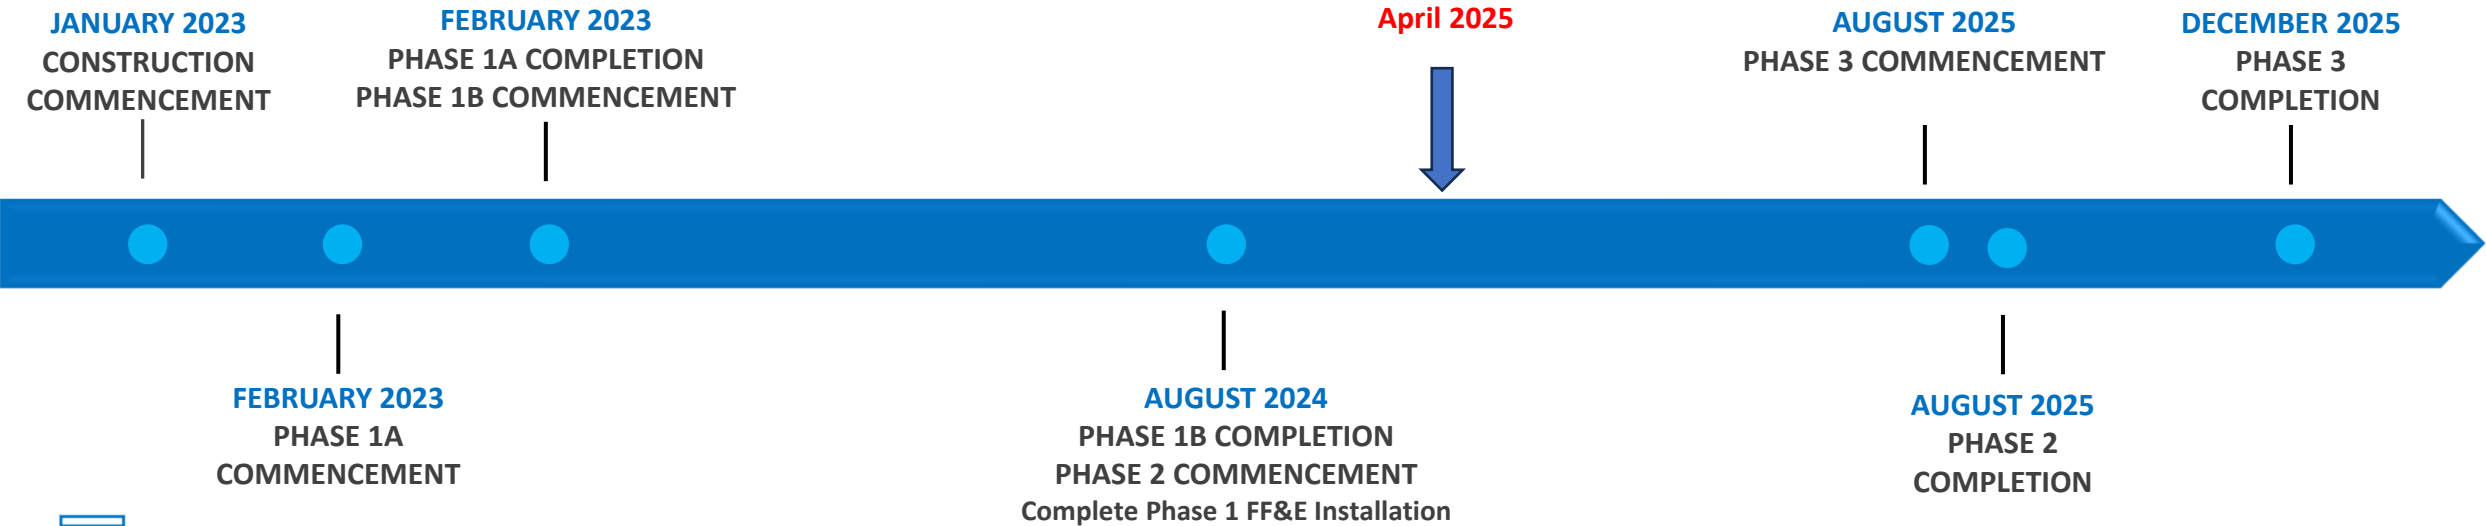 JANUARY 2023
CONSTRUCTION
COMMENCEMENT
FEBRUARY 2023
PHASE 1A COMPLETION
PHASE 1B COMMENCEMENT
April 2025
AUGUST 2025
PHASE 3 COMMENCEMENT
DECEMBER 2025
PHASE 3
COMPLETION
FEBRUARY 2023
PHASE 1A
COMMENCEMENT
AUGUST 2024
PHASE 1B COMPLETION
PHASE 2 COMMENCEMENT
Complete Phase 1 FF&E Installation
AUGUST 2025
PHASE 2
COMPLETION